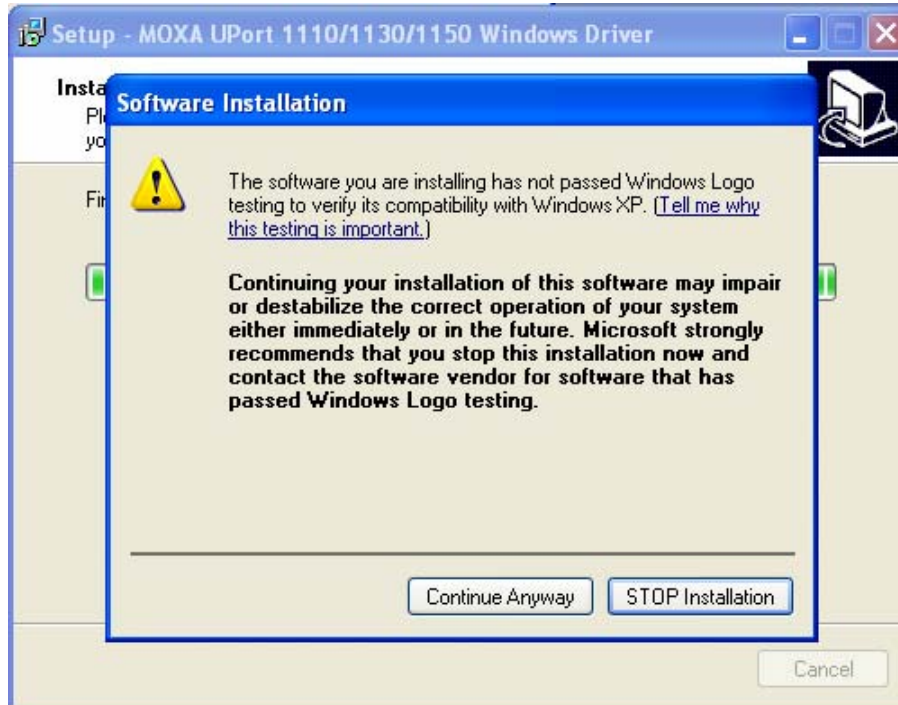 Setup - MOXA UPort 1110/1130/1150 Windows Driver
Software Installation
The software you are installing has not passed Windows Logo
testing to verify its compatibility with Windows XP. (Tell me why
this testing is important.)
Continuing your installation of this software may impair
or destabilize the correct operation of your system
either immediately or in the future. Microsoft strongly
recommends that you stop this installation now and
contact the software vendor for software that has
passed Windows Logo testing.
Continue Anyway
STOP Installation
Cancel